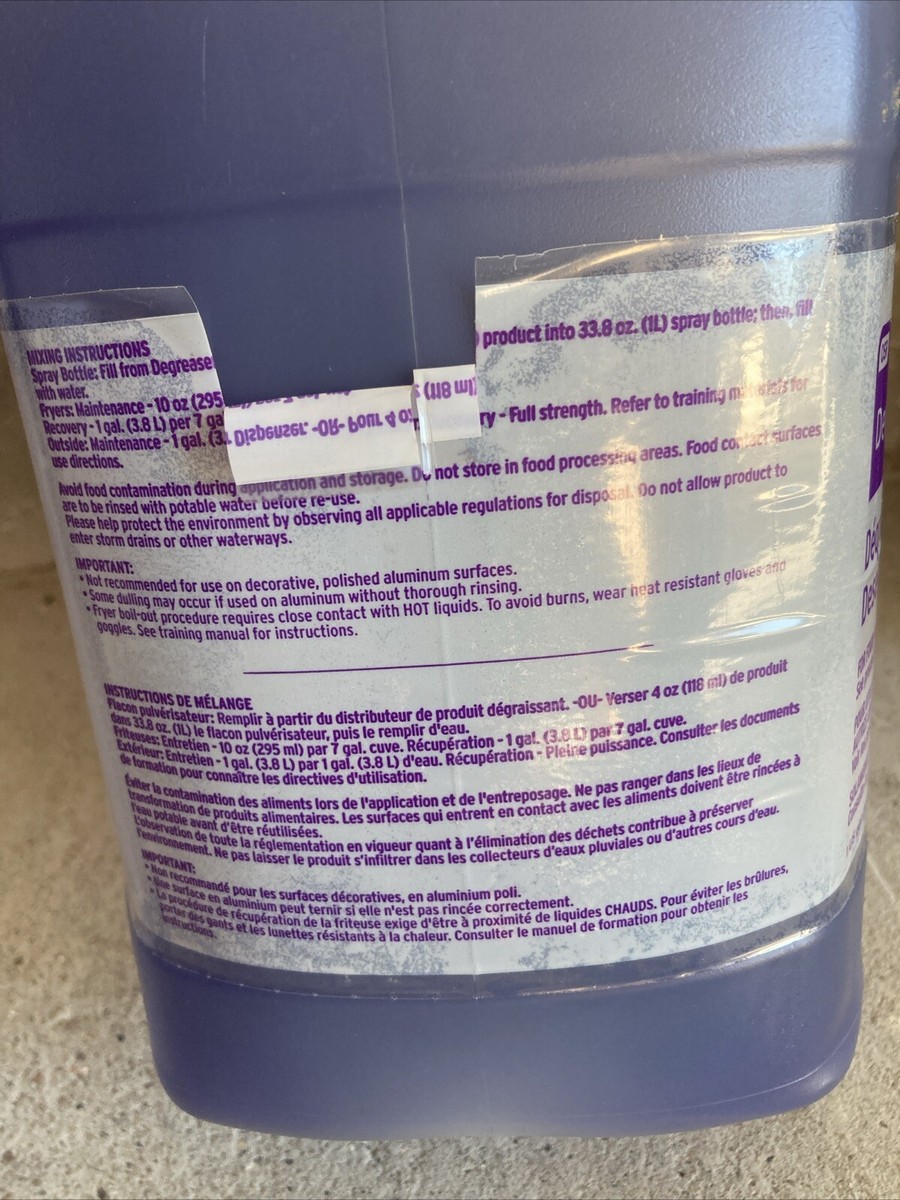 MIXING INSTRUCTIONS
Spray Bottle: Fill from Degreaser Dispenser. -OR- Pour 4 oz (118 ml) product into 33.8 oz. (1L) spray bottle; then, fill
with water.
Fryers: Maintenance - 10 oz (295
Recovery - 1 gal. (3.8 L) per 7 ga
Outside: Maintenance - 1 gal. (3. ry - Full strength. Refer to training materials for
use directions.
Avoid food contamination during application and storage. Do not store in food processing areas. Food contact surfaces
are to be rinsed with potable water before re-use.
Please help protect the environment by observing all applicable regulations for disposal. Do not allow product to
enter storm drains or other waterways.
IMPORTANT:
• Not recommended for use on decorative, polished aluminum surfaces.
• Some dulling may occur if used on aluminum without thorough rinsing.
• Fryer boil-out procedure requires close contact with HOT liquids. To avoid burns, wear heat resistant gloves and
goggles. See training manual for instructions.
INSTRUCTIONS DE MÉLANGE
Flacon pulvérisateur: Remplir à partir du distributeur de produit dégraissant. -OU- Verser 4 oz (118 ml) de produit
dans 33.8 oz. (1L) le flacon pulvérisateur, puis le remplir d'eau.
Friteuses: Entretien - 10 oz (295 ml) par 7 gal. cuve. Récupération - 1 gal. (3.8 L) par 7 gal. cuve.
Extérieur: Entretien - 1 gal. (3.8 L) par 1 gal. (3.8 L) d'eau. Récupération - Pleine puissance. Consulter les documents
de formation pour connaître les directives d'utilisation.
Éviter la contamination des aliments lors de l'application et de l'entreposage. Ne pas ranger dans les lieux de
transformation de produits alimentaires. Les surfaces qui entrent en contact avec les aliments doivent être rincées à
l'eau potable avant d'être réutilisées.
L'observation de toute la réglementation en vigueur quant à l'élimination des déchets contribue à préserver
l'environnement. Ne pas laisser le produit s'infiltrer dans les collecteurs d'eaux pluviales ou d'autres cours d'eau.
IMPORTANT:
• Non recommandé pour les surfaces décoratives, en aluminium poli.
• Une surface en aluminium peut ternir si elle n'est pas rincée correctement.
• La procédure de récupération de la friteuse exige d'être à proximité de liquides CHAUDS. Pour éviter les brûlures,
porter des gants et les lunettes résistants à la chaleur. Consulter le manuel de formation pour obtenir les
instructions.